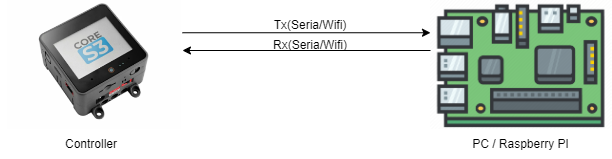 Tx(Seria/Wifi)
Rx(Seria/Wifi)
CORE
S3
Controller
PC / Raspberry PI